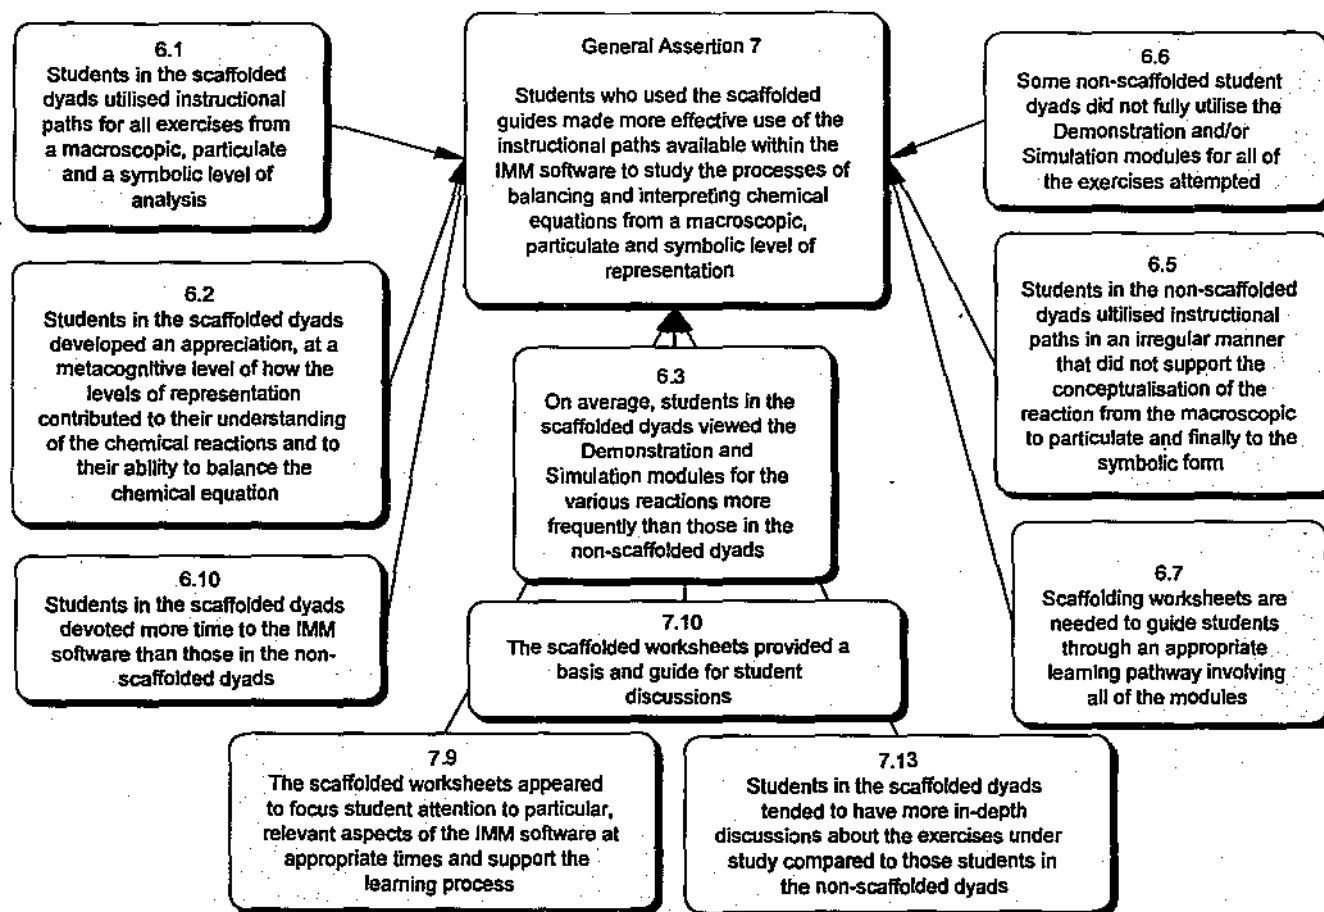 6.1
Students in the scaffolded
dyads utilised instructional
paths for all exercises from
a macroscopic, particulate
and a symbolic level of
analysis
General Assertion 7
Students who used the scaffolded
guides made more effective use of the
instructional paths available within the
IMM software to study the processes of
balancing and interpreting chemical
equations from a macroscopic,
particulate and symbolic level of
representation
6.6
Some non-scaffolded student
dyads did not fully utilise the
Demonstration and/or
Simulation modules for all of
the exercises attempted
6.2
Students in the scaffolded dyads
developed an appreciation, at a
metacognitive level of how the
levels of representation
contributed to their understanding
of the chemical reactions and to
their ability to balance the
chemical equation
6.3
On average, students in the
scaffolded dyads viewed the
Demonstration and
Simulation modules for the
various reactions more
frequently than those in the
non-scaffolded dyads
6.5
Students in the non-scaffolded
dyads ultilised instructional
paths in an irregular manner
that did not support the
conceptualisation of the
reaction from the macroscopic
to particulate and finally to the
symbolic form
6.10
Students in the scaffolded dyads
devoted more time to the IMM
software than those in the non-
scaffolded dyads
7.10
The scaffolded worksheets provided a
basis and guide for student
discussions
6.7
Scaffolding worksheets are
needed to guide students
through an appropriate
learning pathway involving
all of the modules
7.9
The scaffolded worksheets appeared
to focus student attention to particular,
relevant aspects of the IMM software at
appropriate times and support the
learning process
7.13
Students in the scaffolded dyads
tended to have more in-depth
discussions about the exercises under
study compared to those students in
the non-scaffolded dyads